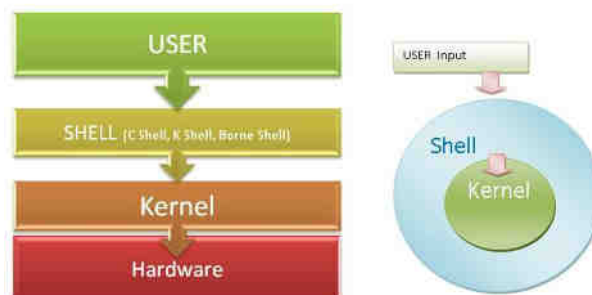 USER
SHELL (C Shell, K Shell, Borne Shell)
Kernel
Hardware
USER Input
Shell
Kernel